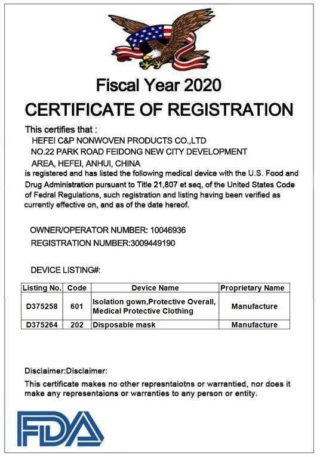 Fiscal Year 2020
CERTIFICATE OF REGISTRATION
This certifies that :
HEFEI C&P NONWOVEN PRODUCTS CO.,LTD
NO.22 PARK ROAD FEIDONG NEW CITY DEVELOPMENT
AREA, HEFEI, ANHUI, CHINA
is registered and has listed the following medical device with the U.S. Food and
Drug Administration pursuant to Title 21,807 et seq, of the United States Code
of Fedral Regulations, such registration and listing having been verified as
currently effective on, and as of the date hereof.
OWNER/OPERATOR NUMBER: 10046936
REGISTRATION NUMBER:3009449190
DEVICE LISTING#:
Listing No. Code Device Name Proprietary Name
D375258 601 Isolation gown,Protective Overall, Medical Protective Clothing Manufacture
D375264 202 Disposable mask Manufacture
Disclaimer:Disclaimer:
This certificate makes no other represntaiotns or warrantied, nor does it
make any representaions or warranties to any person or entity.
FDA